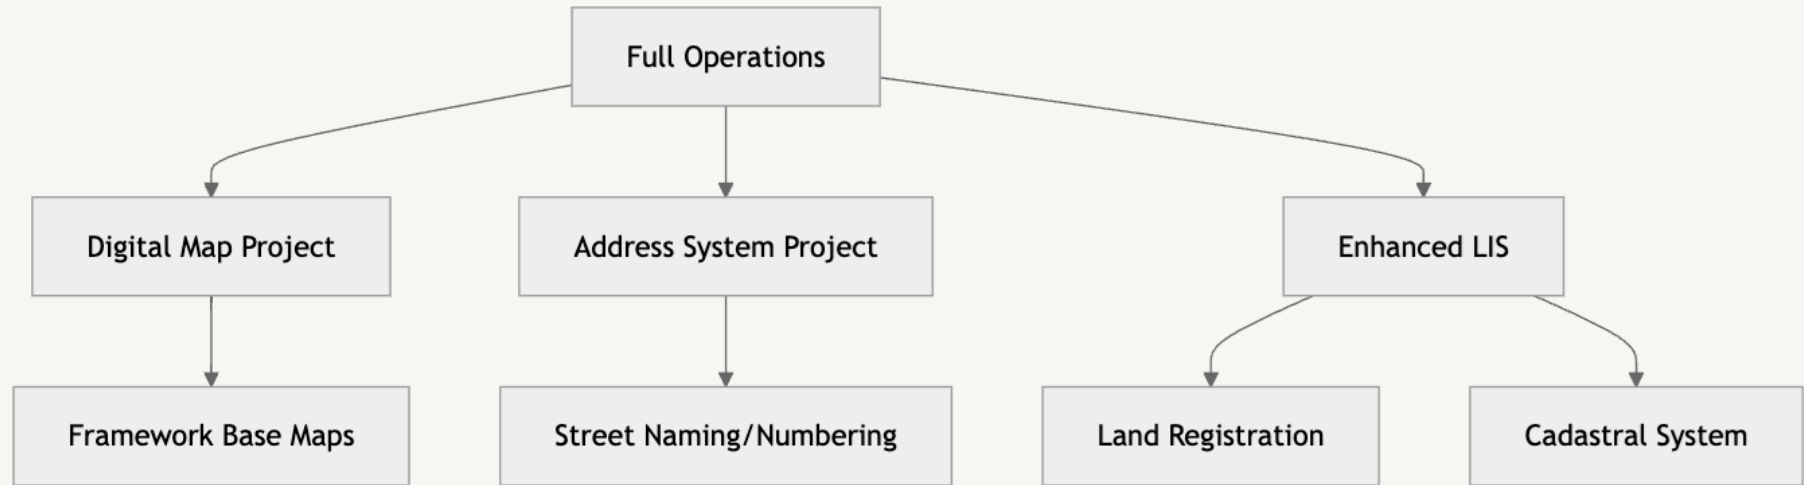 Full Operations
Digital Map Project
Address System Project
Enhanced LIS
Framework Base Maps
Street Naming/Numbering
Land Registration
Cadastral System